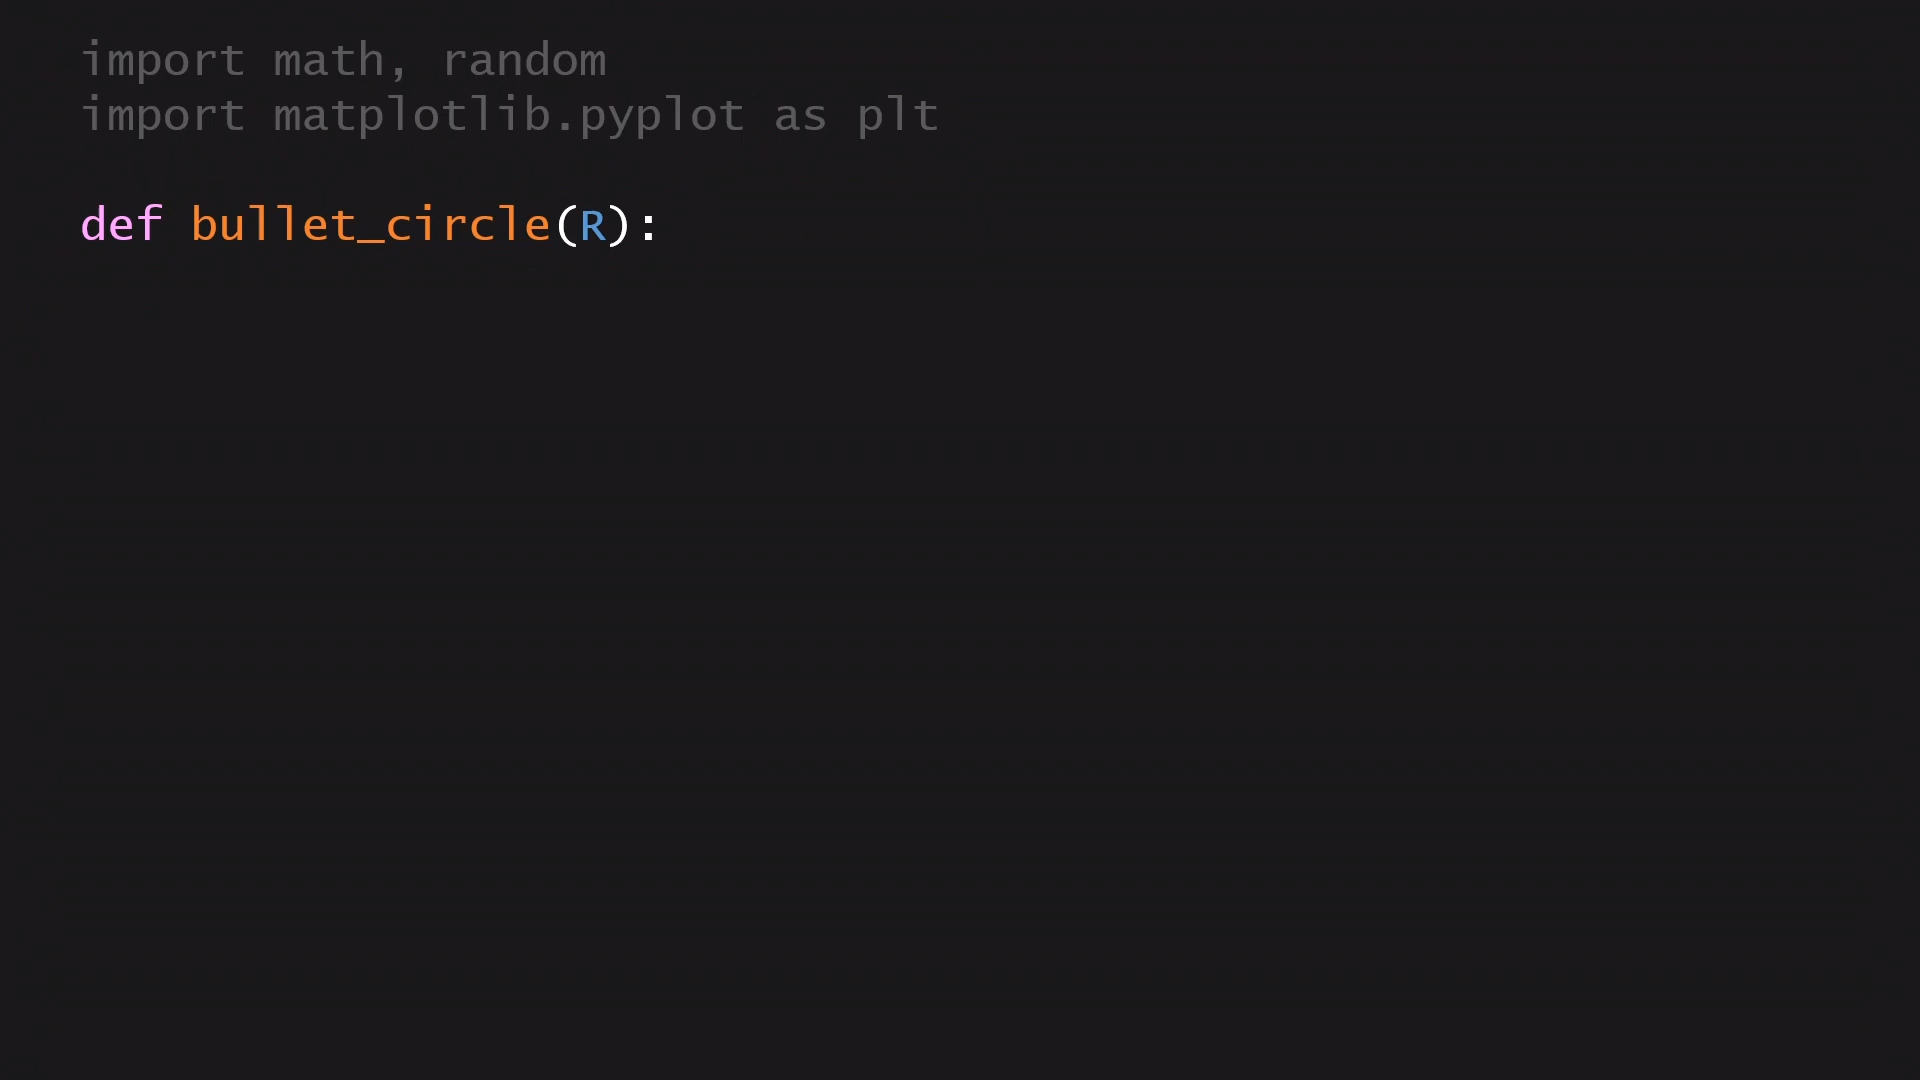 import math, random
import matplotlib.pyplot as plt
def bullet_circle(R):